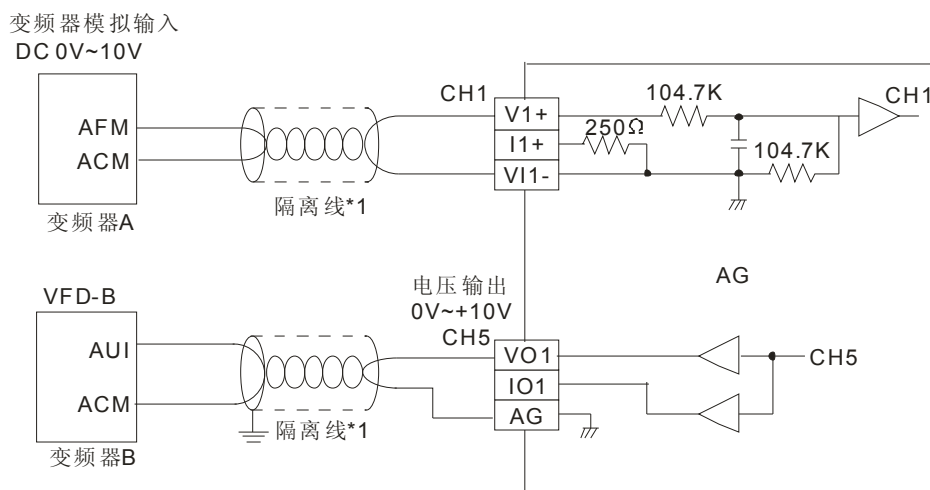 变频器模拟输入
DC 0V~10V
AFM
ACM
变频器A
隔离线*1
CH1
V1+
I1+
VI1-
104.7K
250Ω
104.7K
CH1
VFD-B
AUI
ACM
变频器B
隔离线*1
电压输出
0V~+10V
CH5
VO1
IO1
AG
AG
CH5